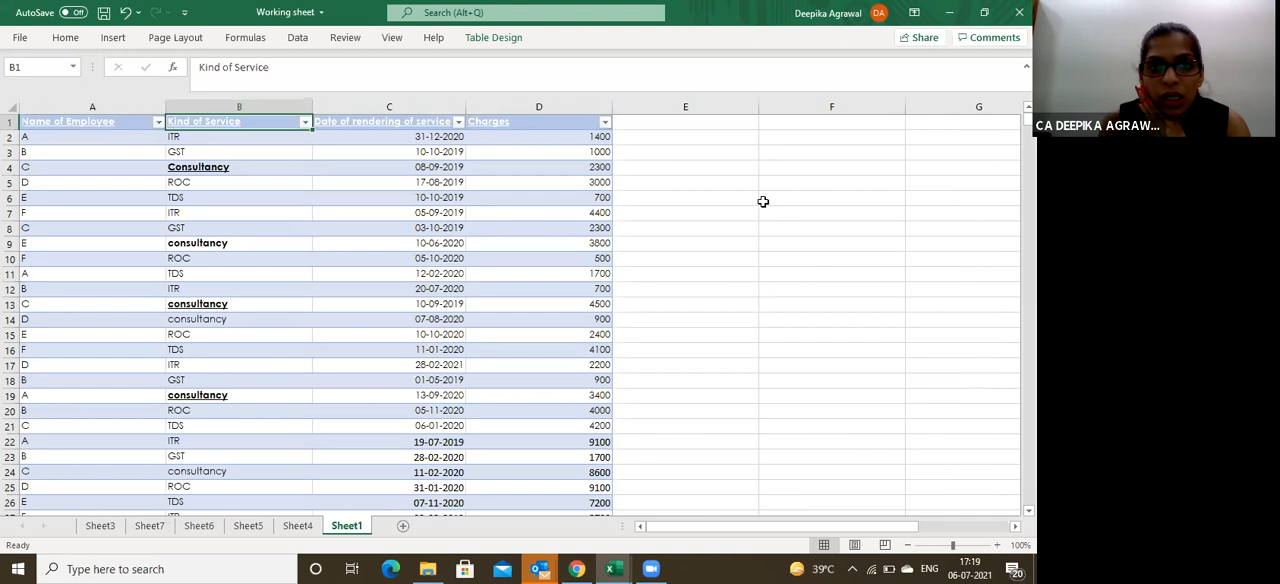 AutoSave Off Working sheet Search (Alt+Q) Deepika Agrawal DA
File Home Insert Page Layout Formulas Data Review View Help Table Design Share Comments
B1 fx Kind of Service
A B C D E F G
1 Name of Employee Kind of Service Date of rendering of service Charges
2 A ITR 31-12-2020 1400
3 B GST 10-10-2019 1000
4 C Consultancy 08-09-2019 2300
5 D ROC 17-08-2019 3000
6 E TDS 10-10-2019 700
7 F ITR 05-09-2019 4400
8 C GST 03-10-2019 2300
9 E consultancy 10-06-2020 3800
10 F ROC 05-10-2019 500
11 A TDS 12-02-2020 1700
12 B ITR 20-07-2020 700
13 C consultancy 10-09-2019 4500
14 D consultancy 07-08-2020 900
15 E ROC 10-10-2020 2400
16 F TDS 11-01-2020 4100
17 D ITR 28-02-2021 2200
18 B GST 01-05-2019 900
19 A consultancy 13-09-2020 3400
20 B ROC 05-11-2020 4000
21 C TDS 06-01-2020 4200
22 A ITR 19-07-2019 9100
23 B GST 28-02-2020 1700
24 C consultancy 11-02-2020 8600
25 D ROC 31-01-2020 9100
26 E TDS 07-11-2020 7200
Sheet3 Sheet7 Sheet6 Sheet5 Sheet4 Sheet1
Ready 100%
Type here to search 39°C ENG 17:19
06-07-2021 20
CA DEEPIKA AGRAW...